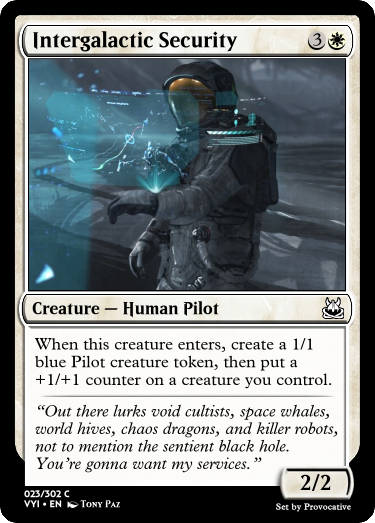 Intergalactic Security 3
Creature — Human Pilot
When this creature enters, create a 1/1
blue Pilot creature token, then put a
+1/+1 counter on a creature you control.
“Out there lurks void cultists, space whales,
world hives, chaos dragons, and killer robots,
not to mention the sentient black hole.
You’re gonna want my services.”
2/2
023/302 C
VYI • EN Tony Paz
Set by Provocative